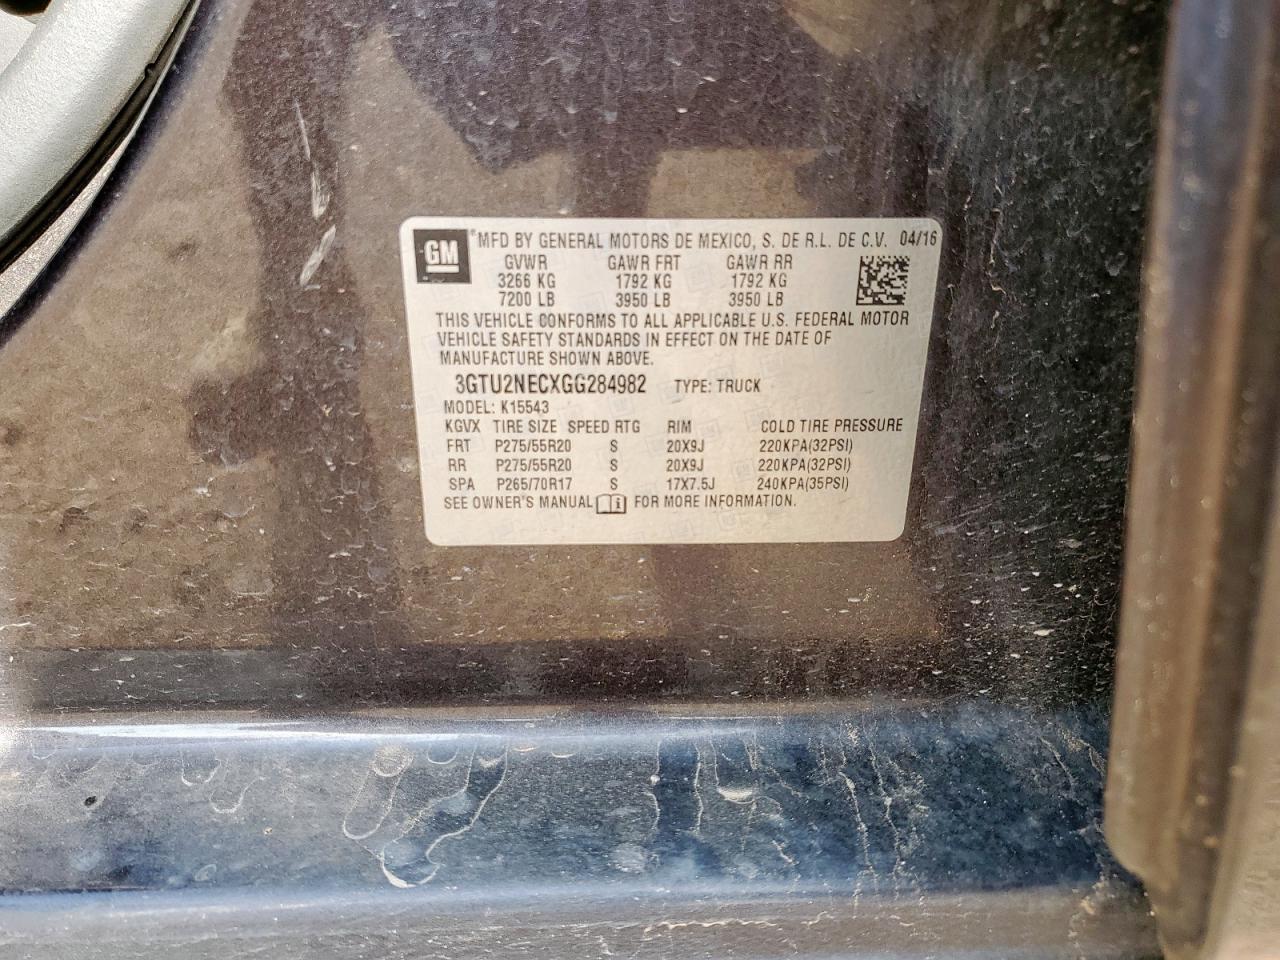 GM ® MFD BY GENERAL MOTORS DE MEXICO, S. DE R.L. DE C.V. 04/16
GVWR GAWR FRT GAWR RR
3266 KG 1792 KG 1792 KG
7200 LB 3950 LB 3950 LB
THIS VEHICLE CONFORMS TO ALL APPLICABLE U.S. FEDERAL MOTOR
VEHICLE SAFETY STANDARDS IN EFFECT ON THE DATE OF
MANUFACTURE SHOWN ABOVE.
3GTU2NECXGG284982 TYPE: TRUCK
MODEL: K15543
KGVX TIRE SIZE SPEED RTG RIM COLD TIRE PRESSURE
FRT P275/55R20 S 20X9J 220KPA(32PSI)
RR P275/55R20 S 20X9J 220KPA(32PSI)
SPA P265/70R17 S 17X7.5J 240KPA(35PSI)
SEE OWNER'S MANUAL i FOR MORE INFORMATION.